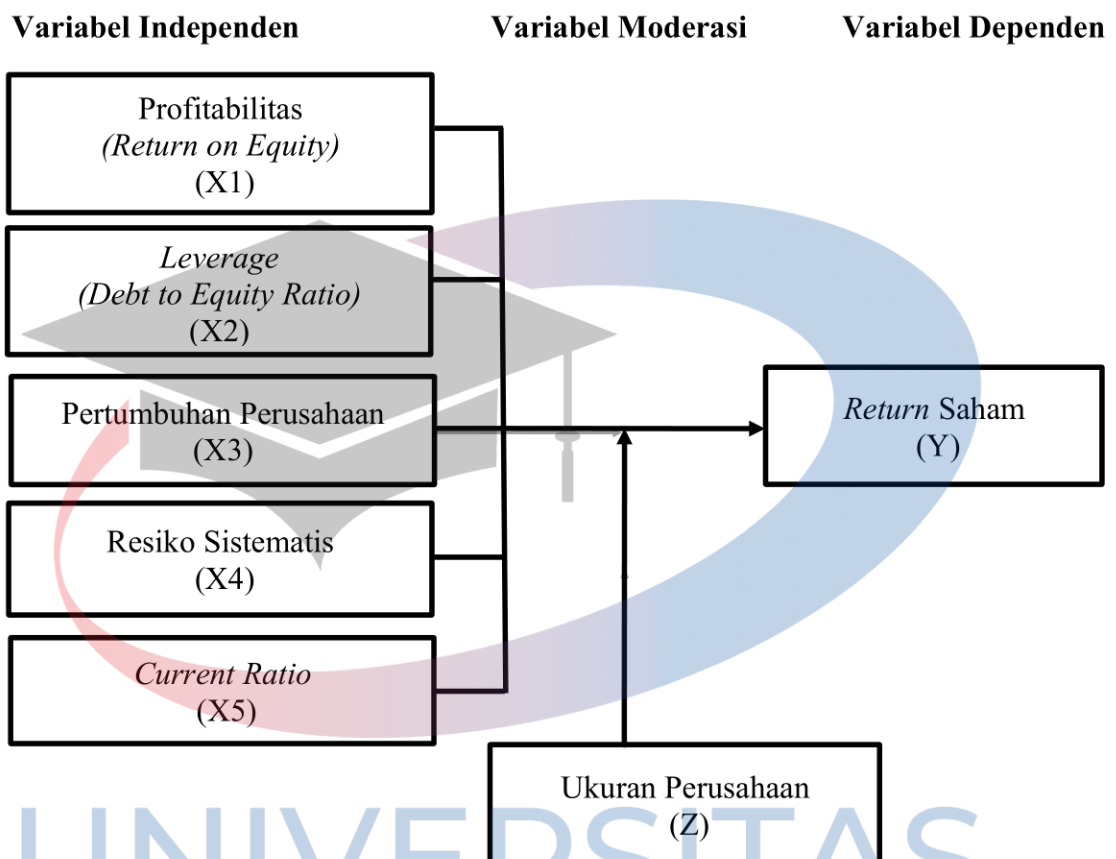 Variabel Independen Variabel Moderasi Variabel Dependen
Profitabilitas
(Return on Equity)
(X1)
Leverage
(Debt to Equity Ratio)
(X2)
Pertumbuhan Perusahaan
(X3)
Resiko Sistematis
(X4)
Current Ratio
(X5)
Return Saham
(Y)
Ukuran Perusahaan
(Z)
UNIVERSITAS